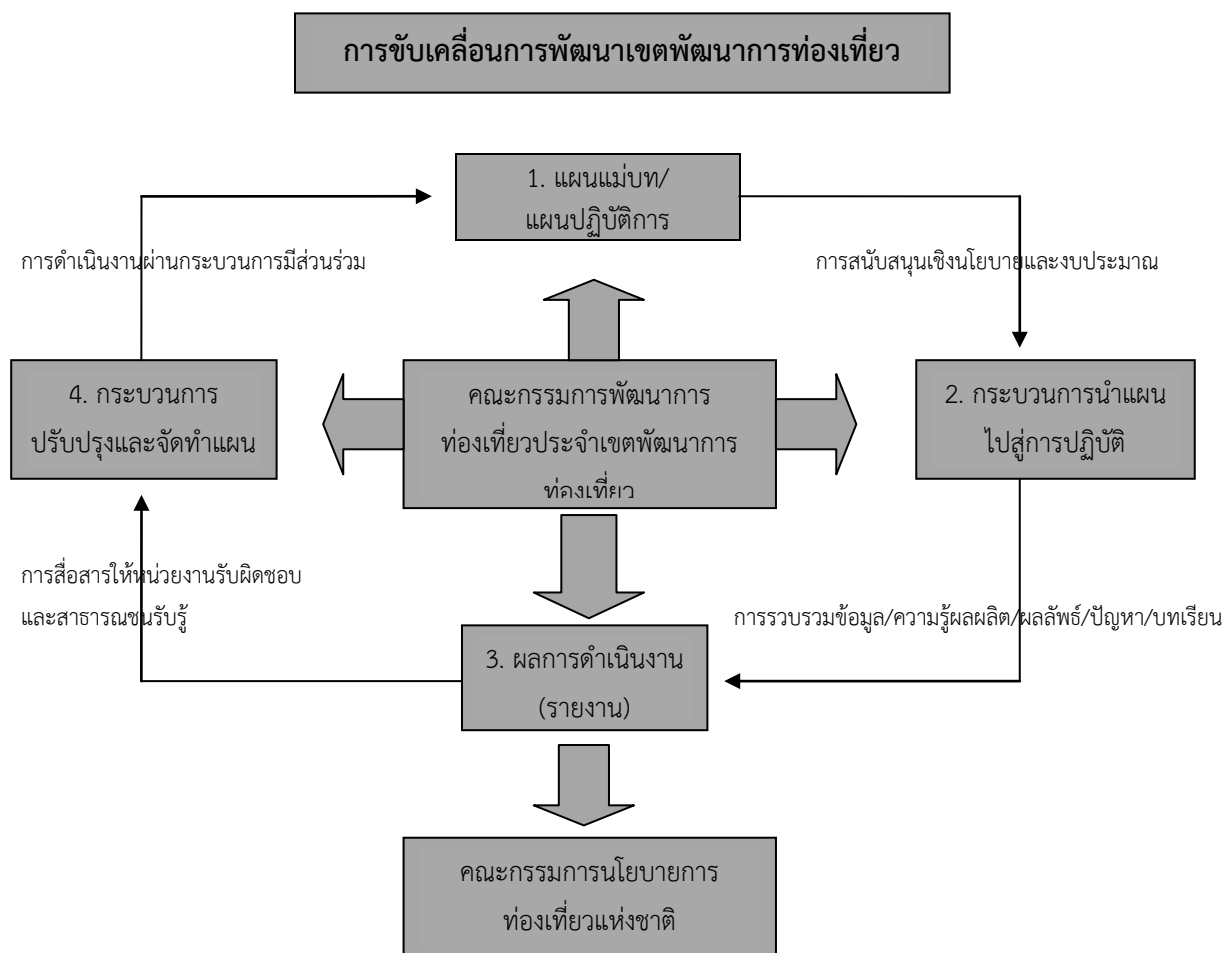 การขับเคลื่อนการพัฒนาเขตพัฒนาการท่องเที่ยว
1. แผนแม่บท/
แผนปฏิบัติการ
การดำเนินงานผ่านกระบวนการมีส่วนร่วม
การสนับสนุนเชิงนโยบายและงบประมาณ
4. กระบวนการ
ปรับปรุงและจัดทำแผน
คณะกรรมการพัฒนาการ
ท่องเที่ยวประจำเขตพัฒนาการ
ท่องเที่ยว
2. กระบวนการนำแผน
ไปสู่การปฏิบัติ
การสื่อสารให้หน่วยงานรับผิดชอบ
และสาธารณชนรับรู้
การรวบรวมข้อมูล/ความรู้ผลผลิต/ผลลัพธ์/ปัญหา/บทเรียน
3. ผลการดำเนินงาน
(รายงาน)
คณะกรรมการนโยบายการ
ท่องเที่ยวแห่งชาติ